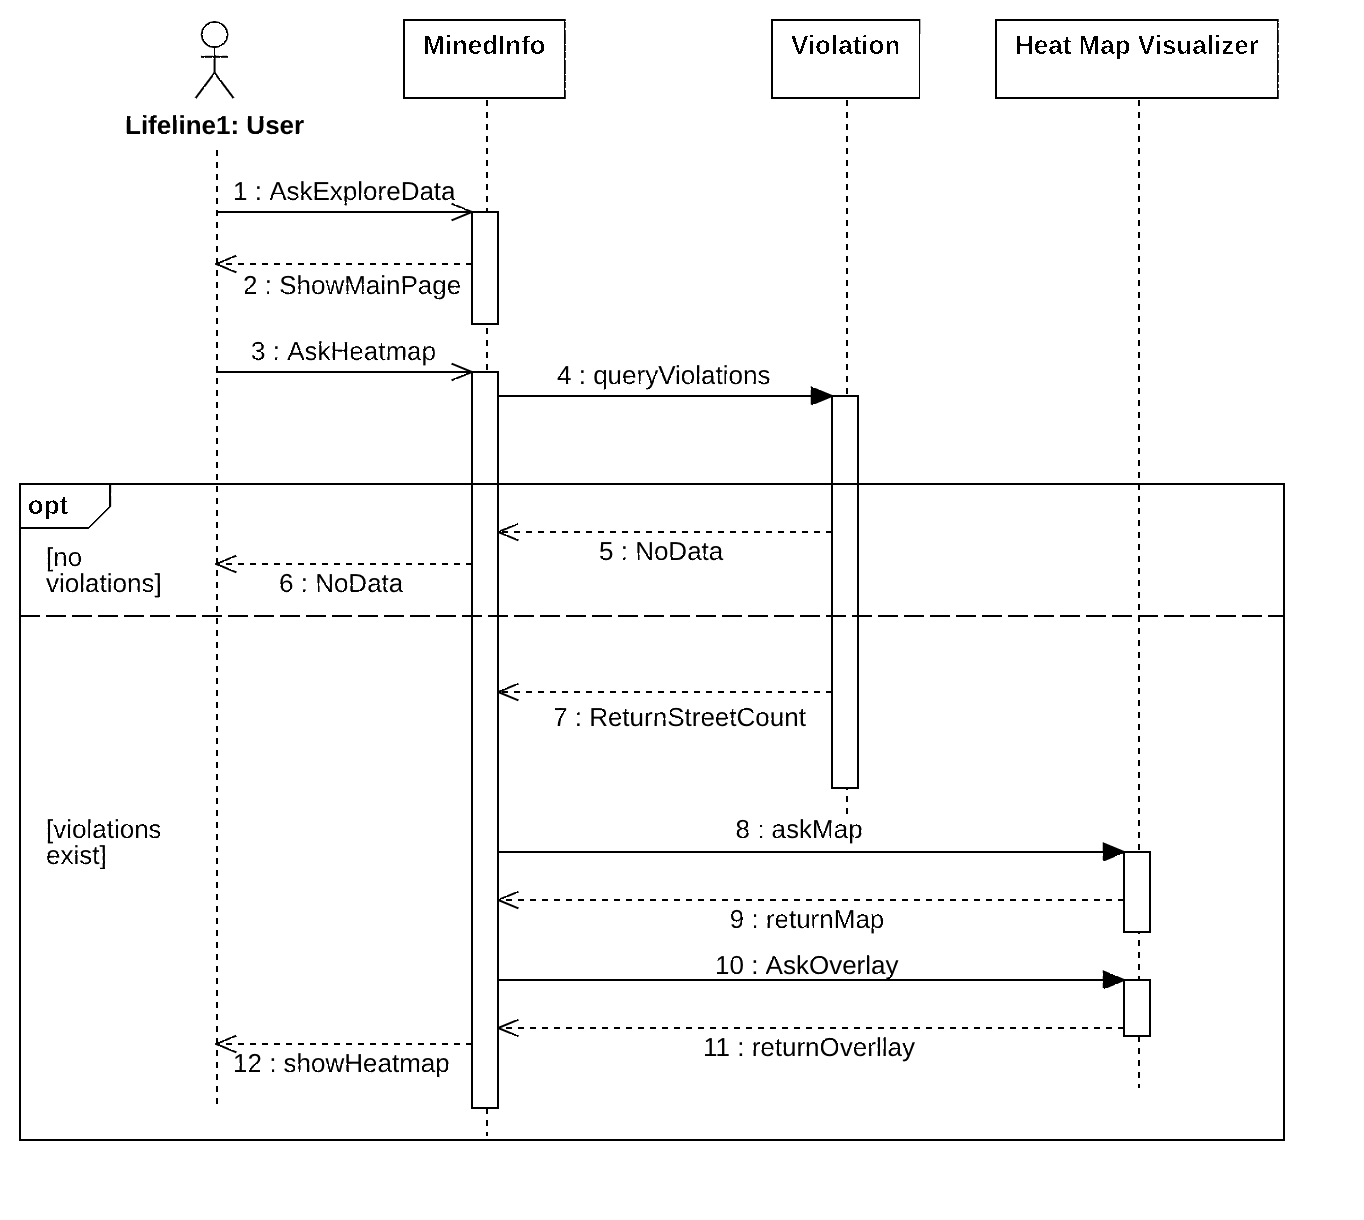 MinedInfo
Violation
Heat Map Visualizer
Lifeline1: User
1 : AskExploreData
2 : ShowMainPage
3 : AskHeatmap
4 : queryViolations
opt
[no
violations]
5 : NoData
6 : NoData
7 : ReturnStreetCount
[violations
exist]
8 : askMap
9 : returnMap
10 : AskOverlay
11 : returnOverllay
12 : showHeatmap